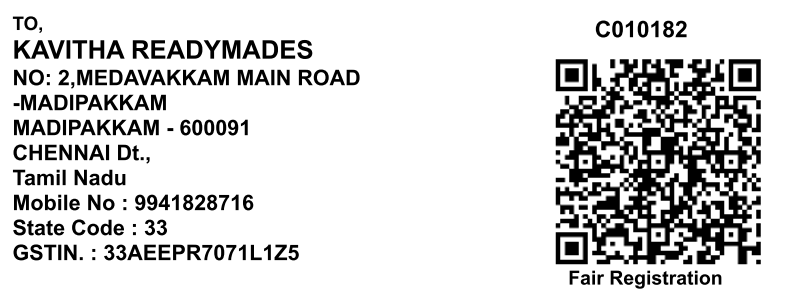 TO,
KAVITHA READYMADES
NO: 2,MEDAVAKKAM MAIN ROAD
-MADIPAKKAM
MADIPAKKAM - 600091
CHENNAI Dt.,
Tamil Nadu
Mobile No : 9941828716
State Code : 33
GSTIN. : 33AEEPR7071L1Z5
C010182
Fair Registration